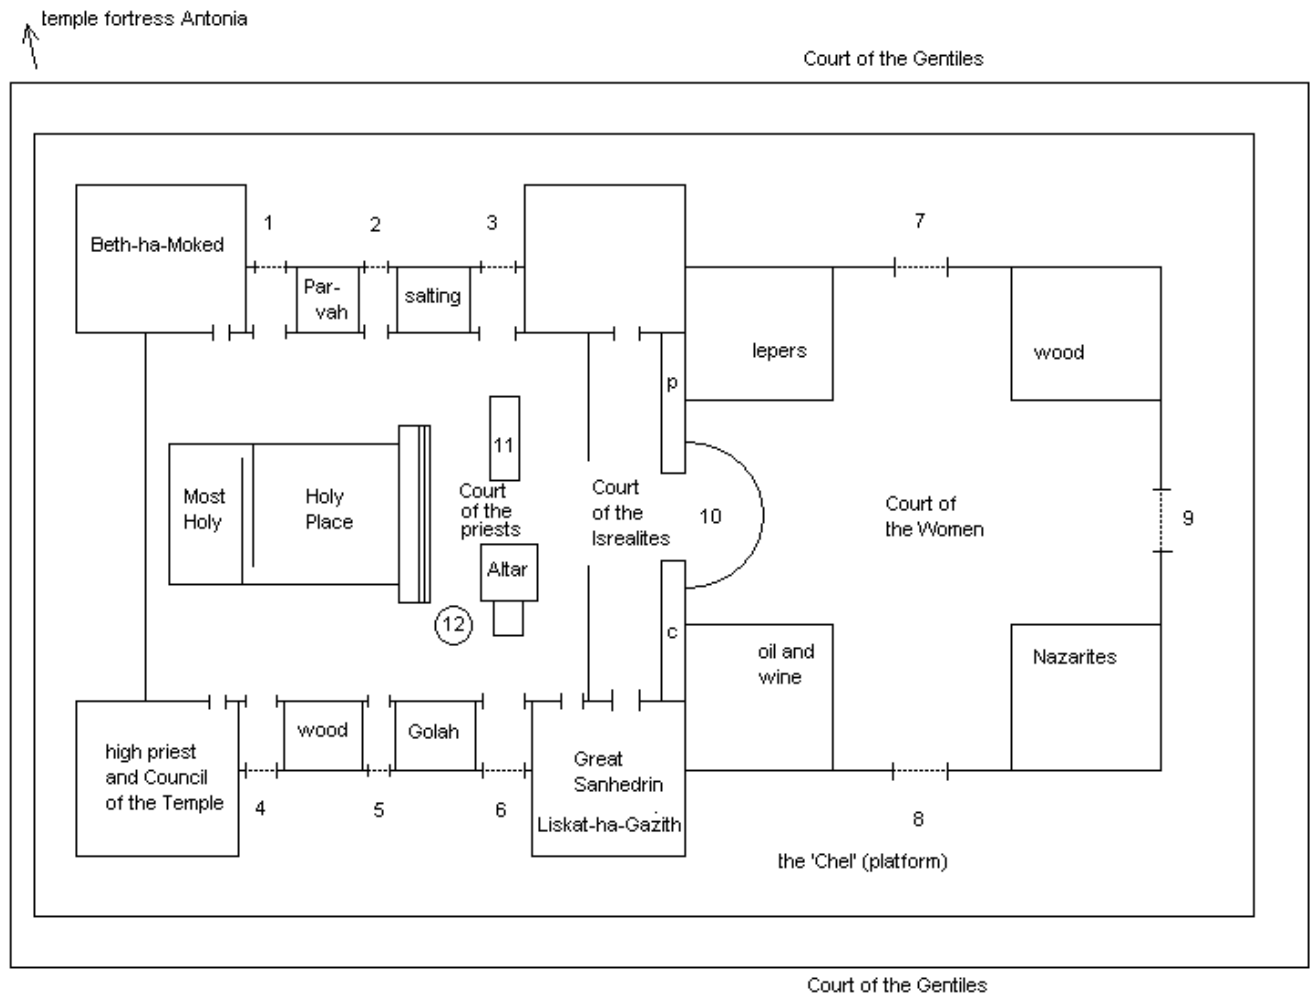 temple fortress Antonia
Court of the Gentiles
1
2
3
7
Beth-ha-Moked
Par-
vah
salting
lepers
wood
p
11
Most
Holy
Holy
Place
Court
of the
priests
Court
of the
Isrealites
10
Court of
the Women
9
Altar
12
c
oil and
wine
Nazarites
high priest
and Council
of the Temple
wood
Golah
Great
Sanhedrin
Liskat-ha-Gazith
4
5
6
8
the 'Chel' (platform)
Court of the Gentiles